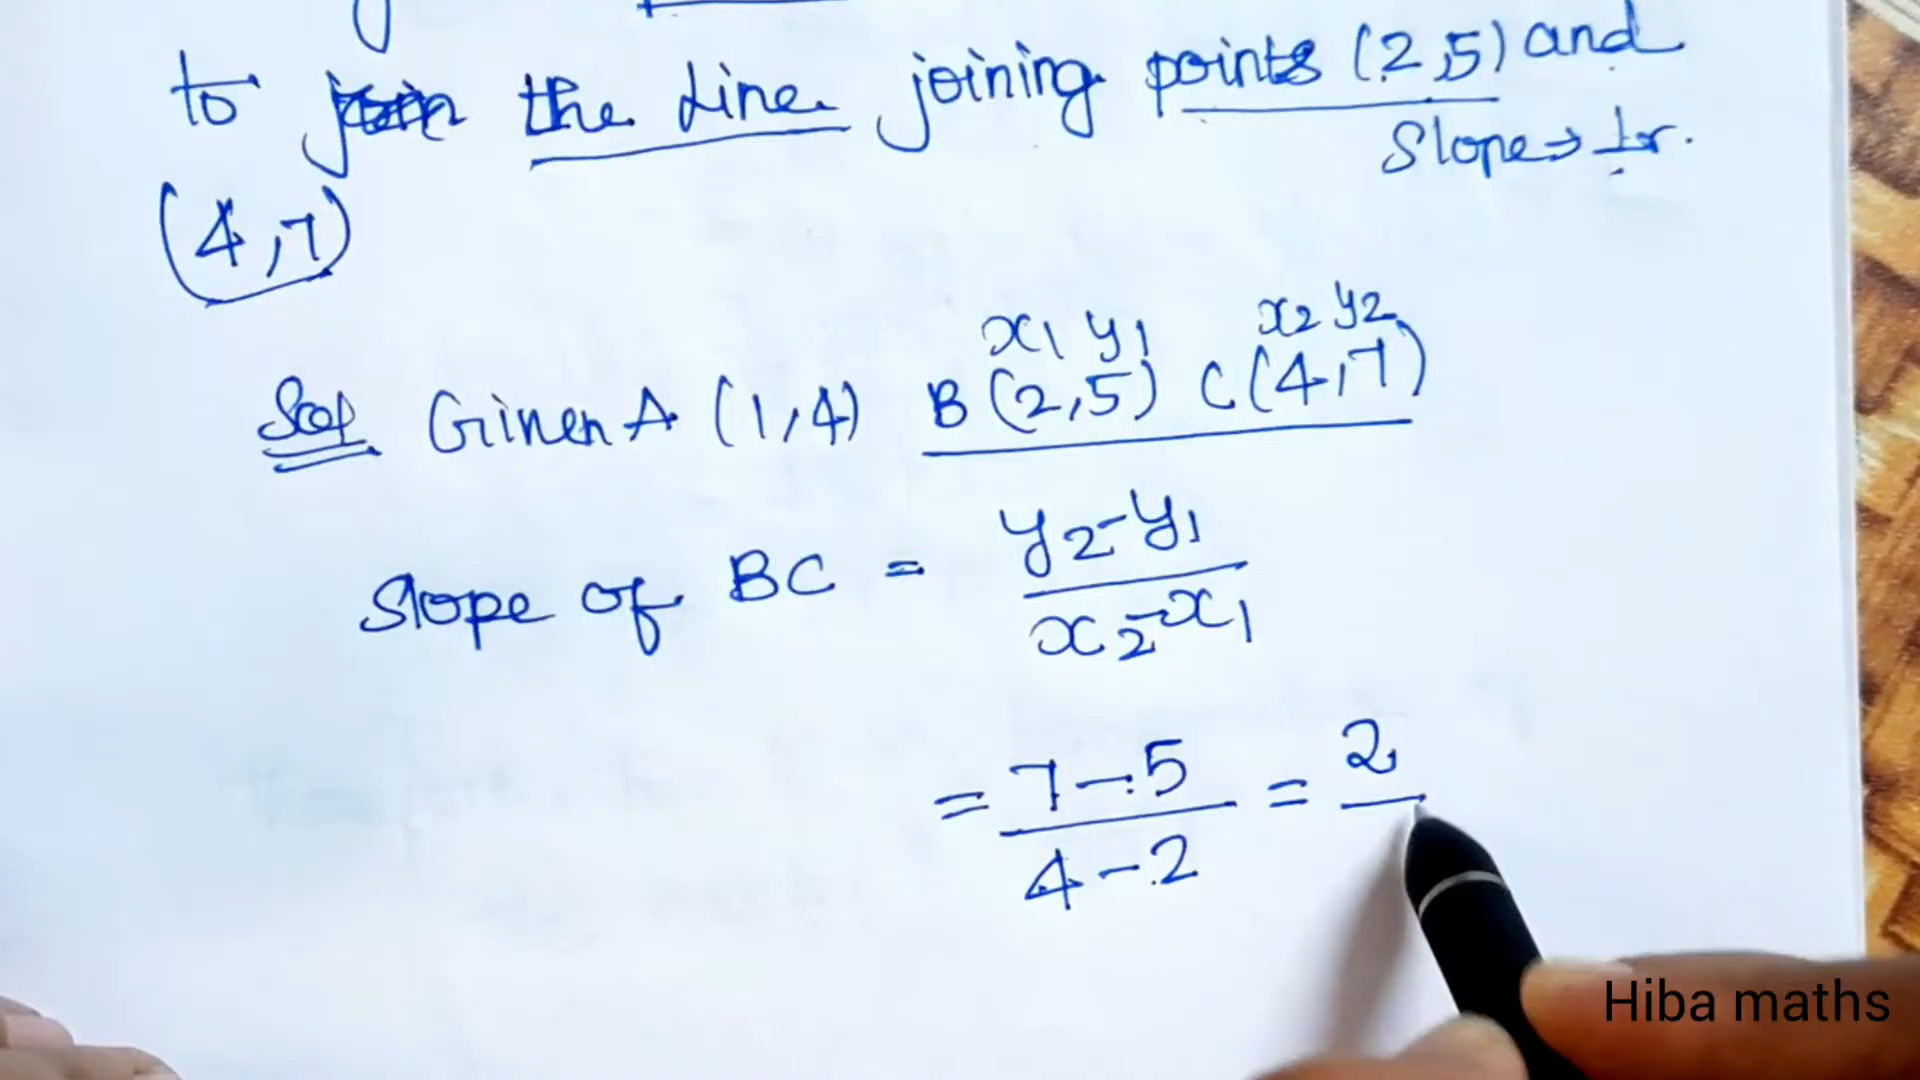 to the line joining points (2,5) and
Slope → ⊥r.
(4,7)
x1 y1 x2 y2
Sol Given A (1,4) B (2,5) C (4,7)
Slope of BC = y2-y1
x2-x1
= 7-5 = 2
4-2
Hiba maths